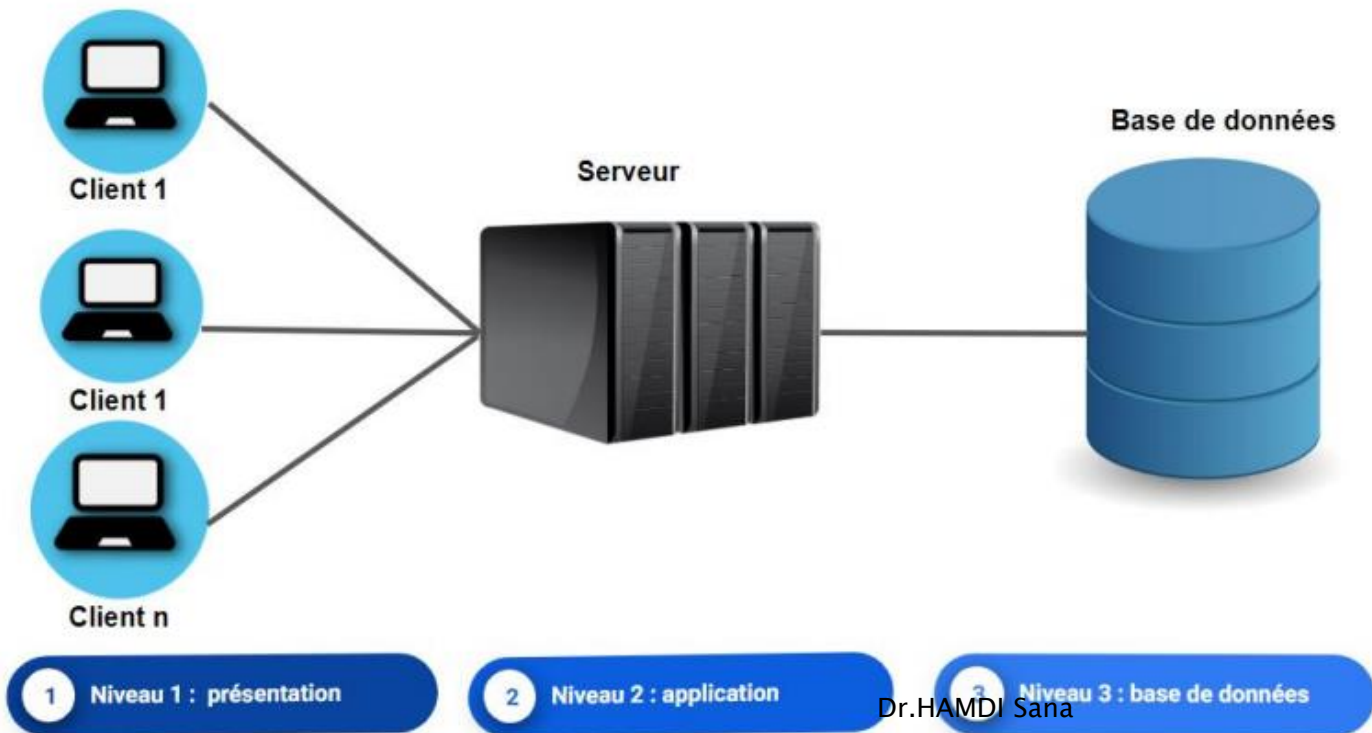 Client 1
Serveur
Base de données
Client 1
Client n
1 Niveau 1 : présentation
2 Niveau 2 : application
3 Niveau 3 : base de données
Dr.HAMDI Sana